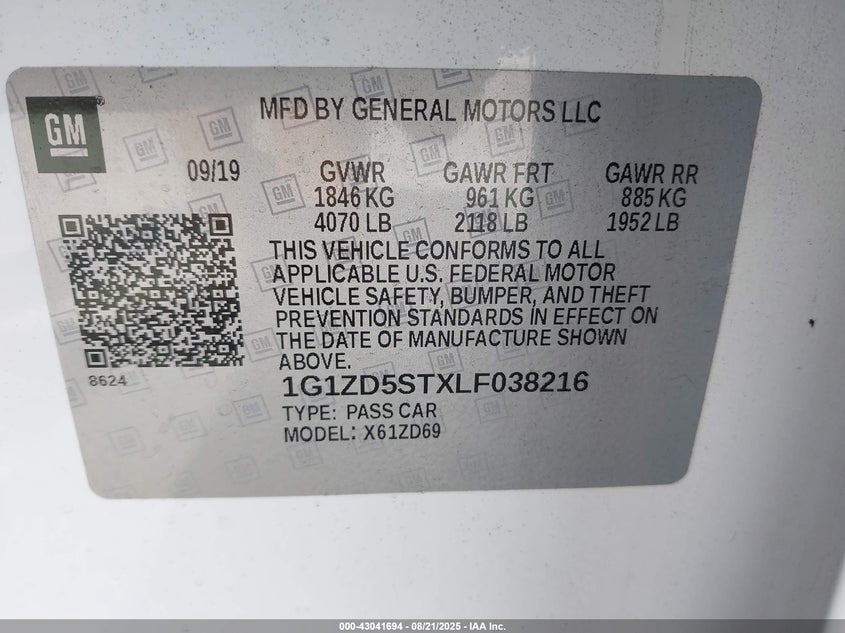 MFD BY GENERAL MOTORS LLC
GM
09/19 GVWR GAWR FRT GAWR RR
1846 KG 961 KG 885 KG
4070 LB 2118 LB 1952 LB
THIS VEHICLE CONFORMS TO ALL
APPLICABLE U.S. FEDERAL MOTOR
VEHICLE SAFETY, BUMPER, AND THEFT
PREVENTION STANDARDS IN EFFECT ON
THE DATE OF MANUFACTURE SHOWN
ABOVE.
8624
1G1ZD5STXLF038216
TYPE: PASS CAR
MODEL: X61ZD69
000-43041694 - 08/21/2025 - IAA Inc.